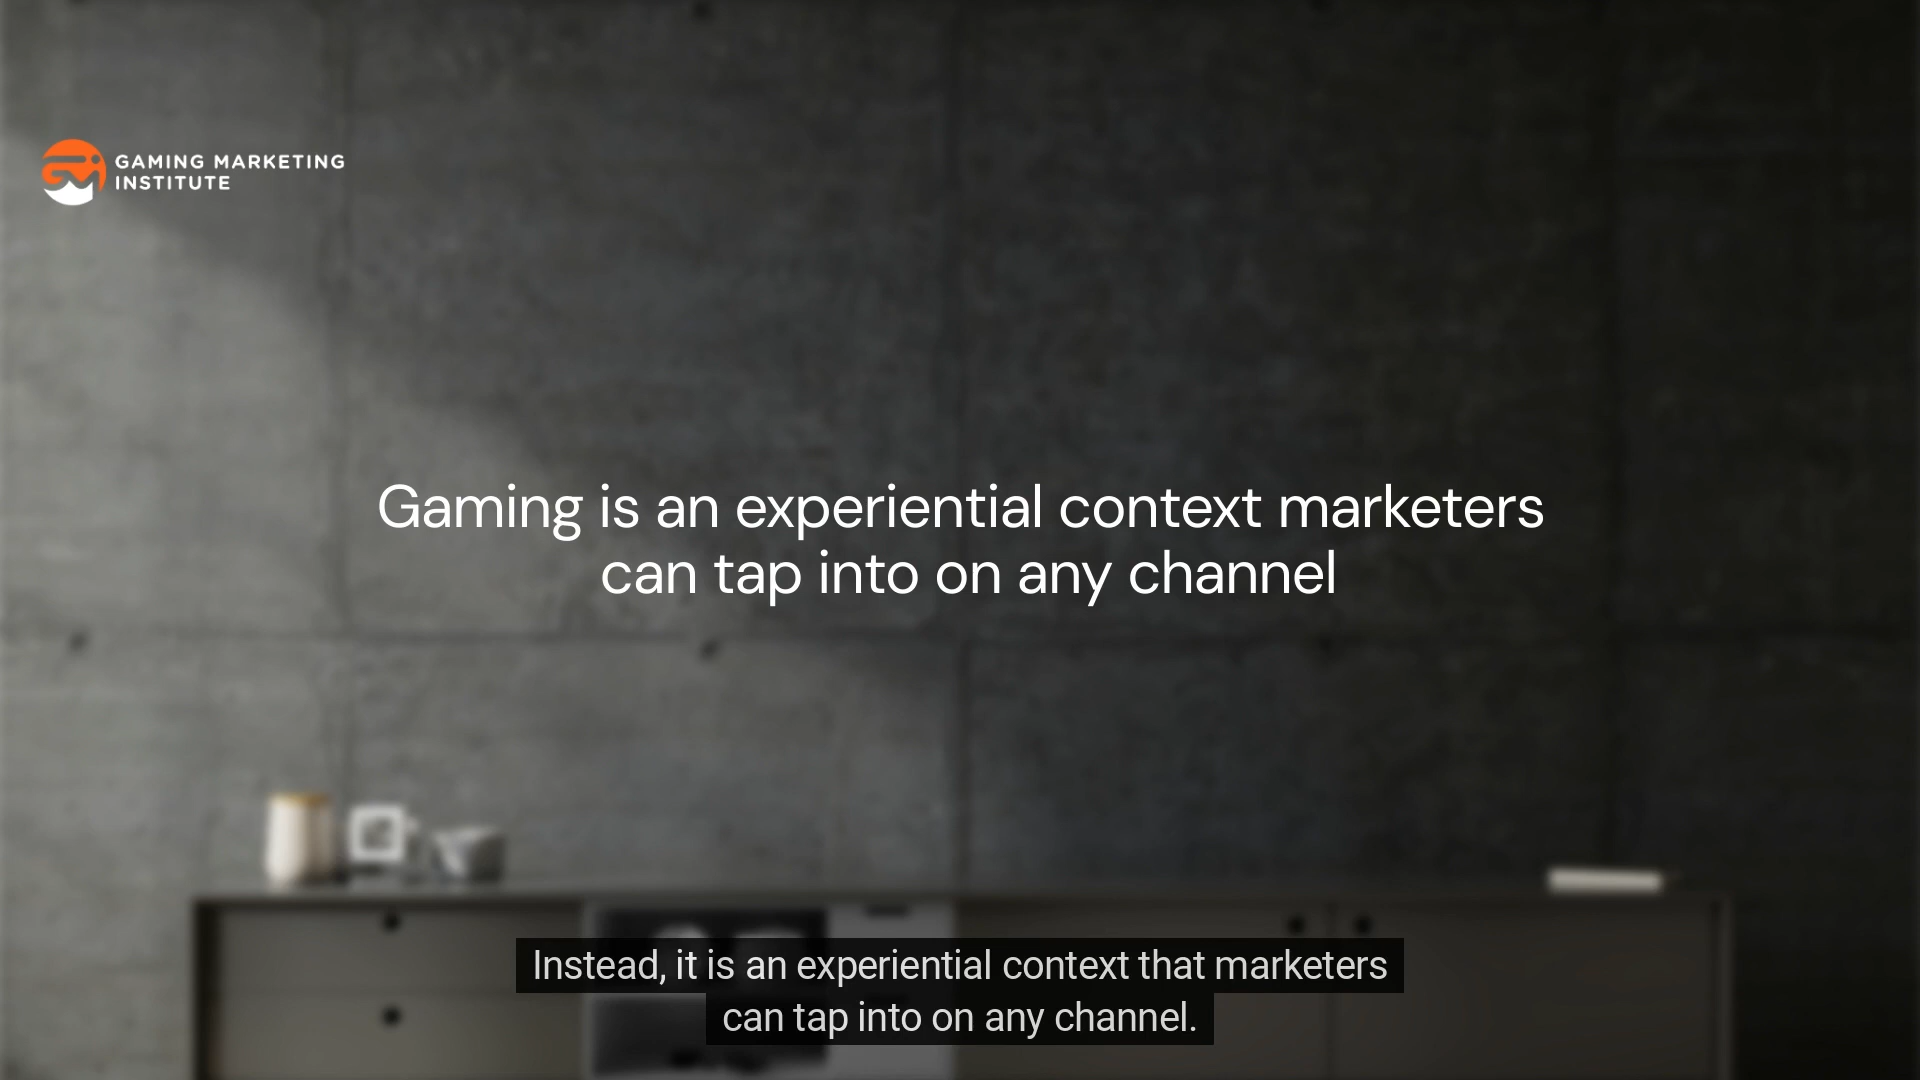 GAMING MARKETING
INSTITUTE
Gaming is an experiential context marketers
can tap into on any channel
Instead, it is an experiential context that marketers
can tap into on any channel.